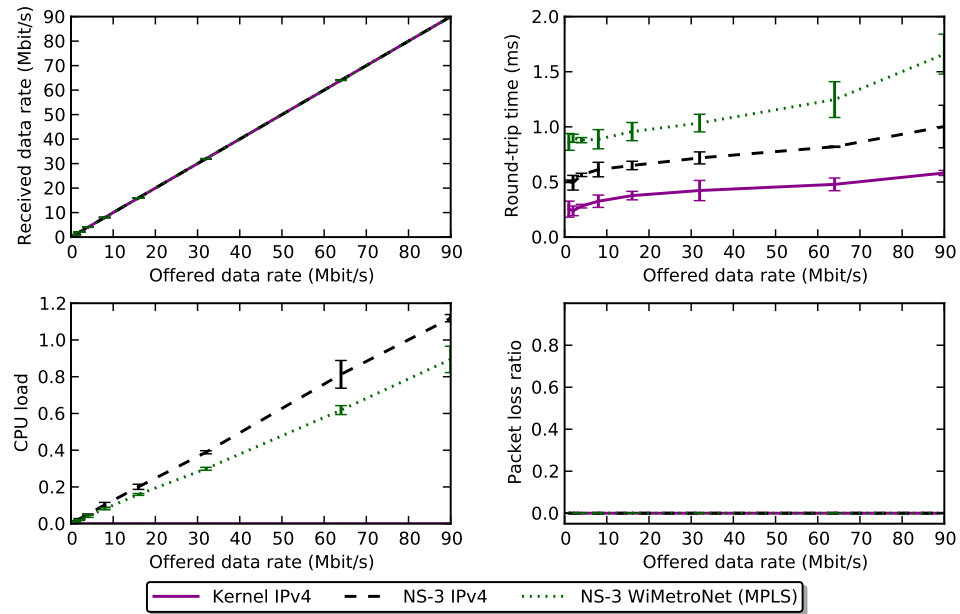 Received data rate (Mbit/s)
90
80
70
60
50
40
30
20
10
0
0 10 20 30 40 50 60 70 80 90
Offered data rate (Mbit/s)
Round-trip time (ms)
2.0
1.5
1.0
0.5
0.0
0 10 20 30 40 50 60 70 80 90
Offered data rate (Mbit/s)
CPU load
1.2
1.0
0.8
0.6
0.4
0.2
0.0
0 10 20 30 40 50 60 70 80 90
Offered data rate (Mbit/s)
Packet loss ratio
0.8
0.6
0.4
0.2
0.0
0 10 20 30 40 50 60 70 80 90
Offered data rate (Mbit/s)
Kernel IPv4 NS-3 IPv4 NS-3 WiMetroNet (MPLS)